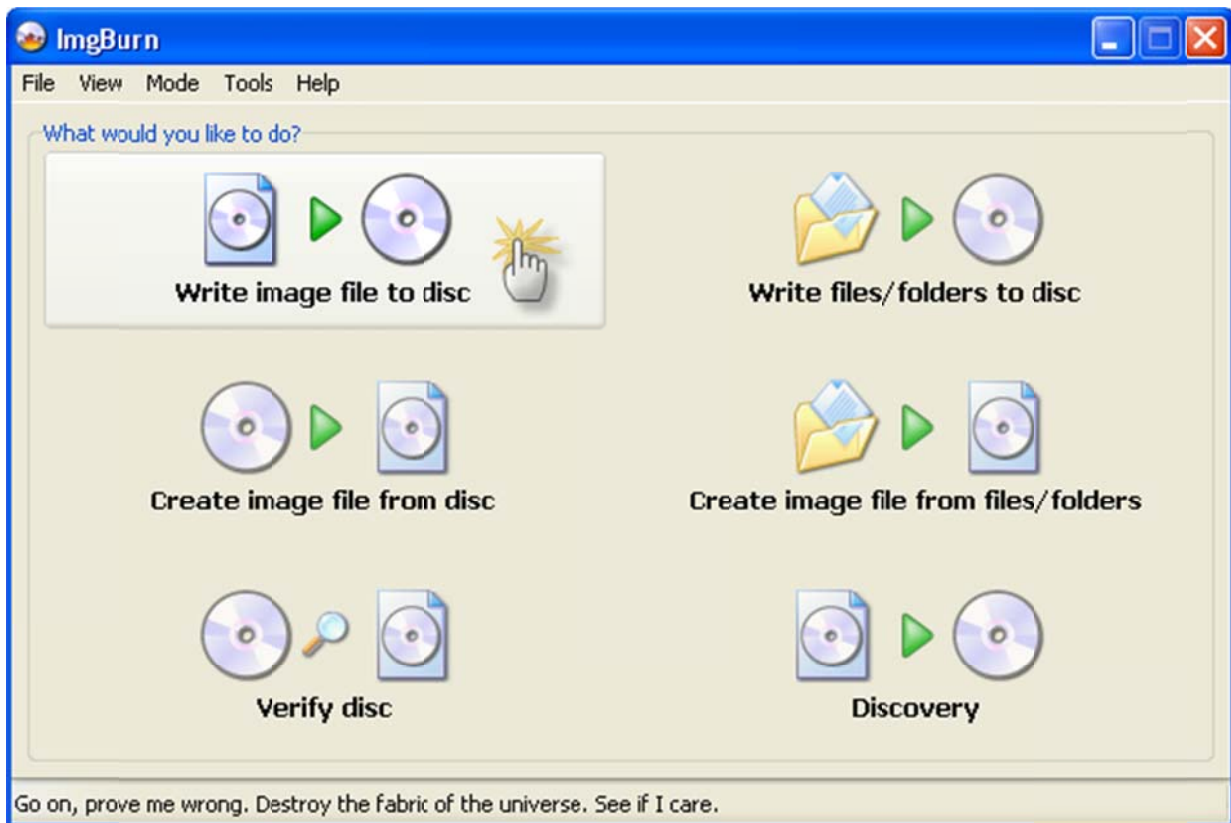 ImgBurn
File View Mode Tools Help
What would you like to do?
Write image file to disc
Write files/folders to disc
Create image file from disc
Create image file from files/folders
Verify disc
Discovery
Go on, prove me wrong. Destroy the fabric of the universe. See if I care.